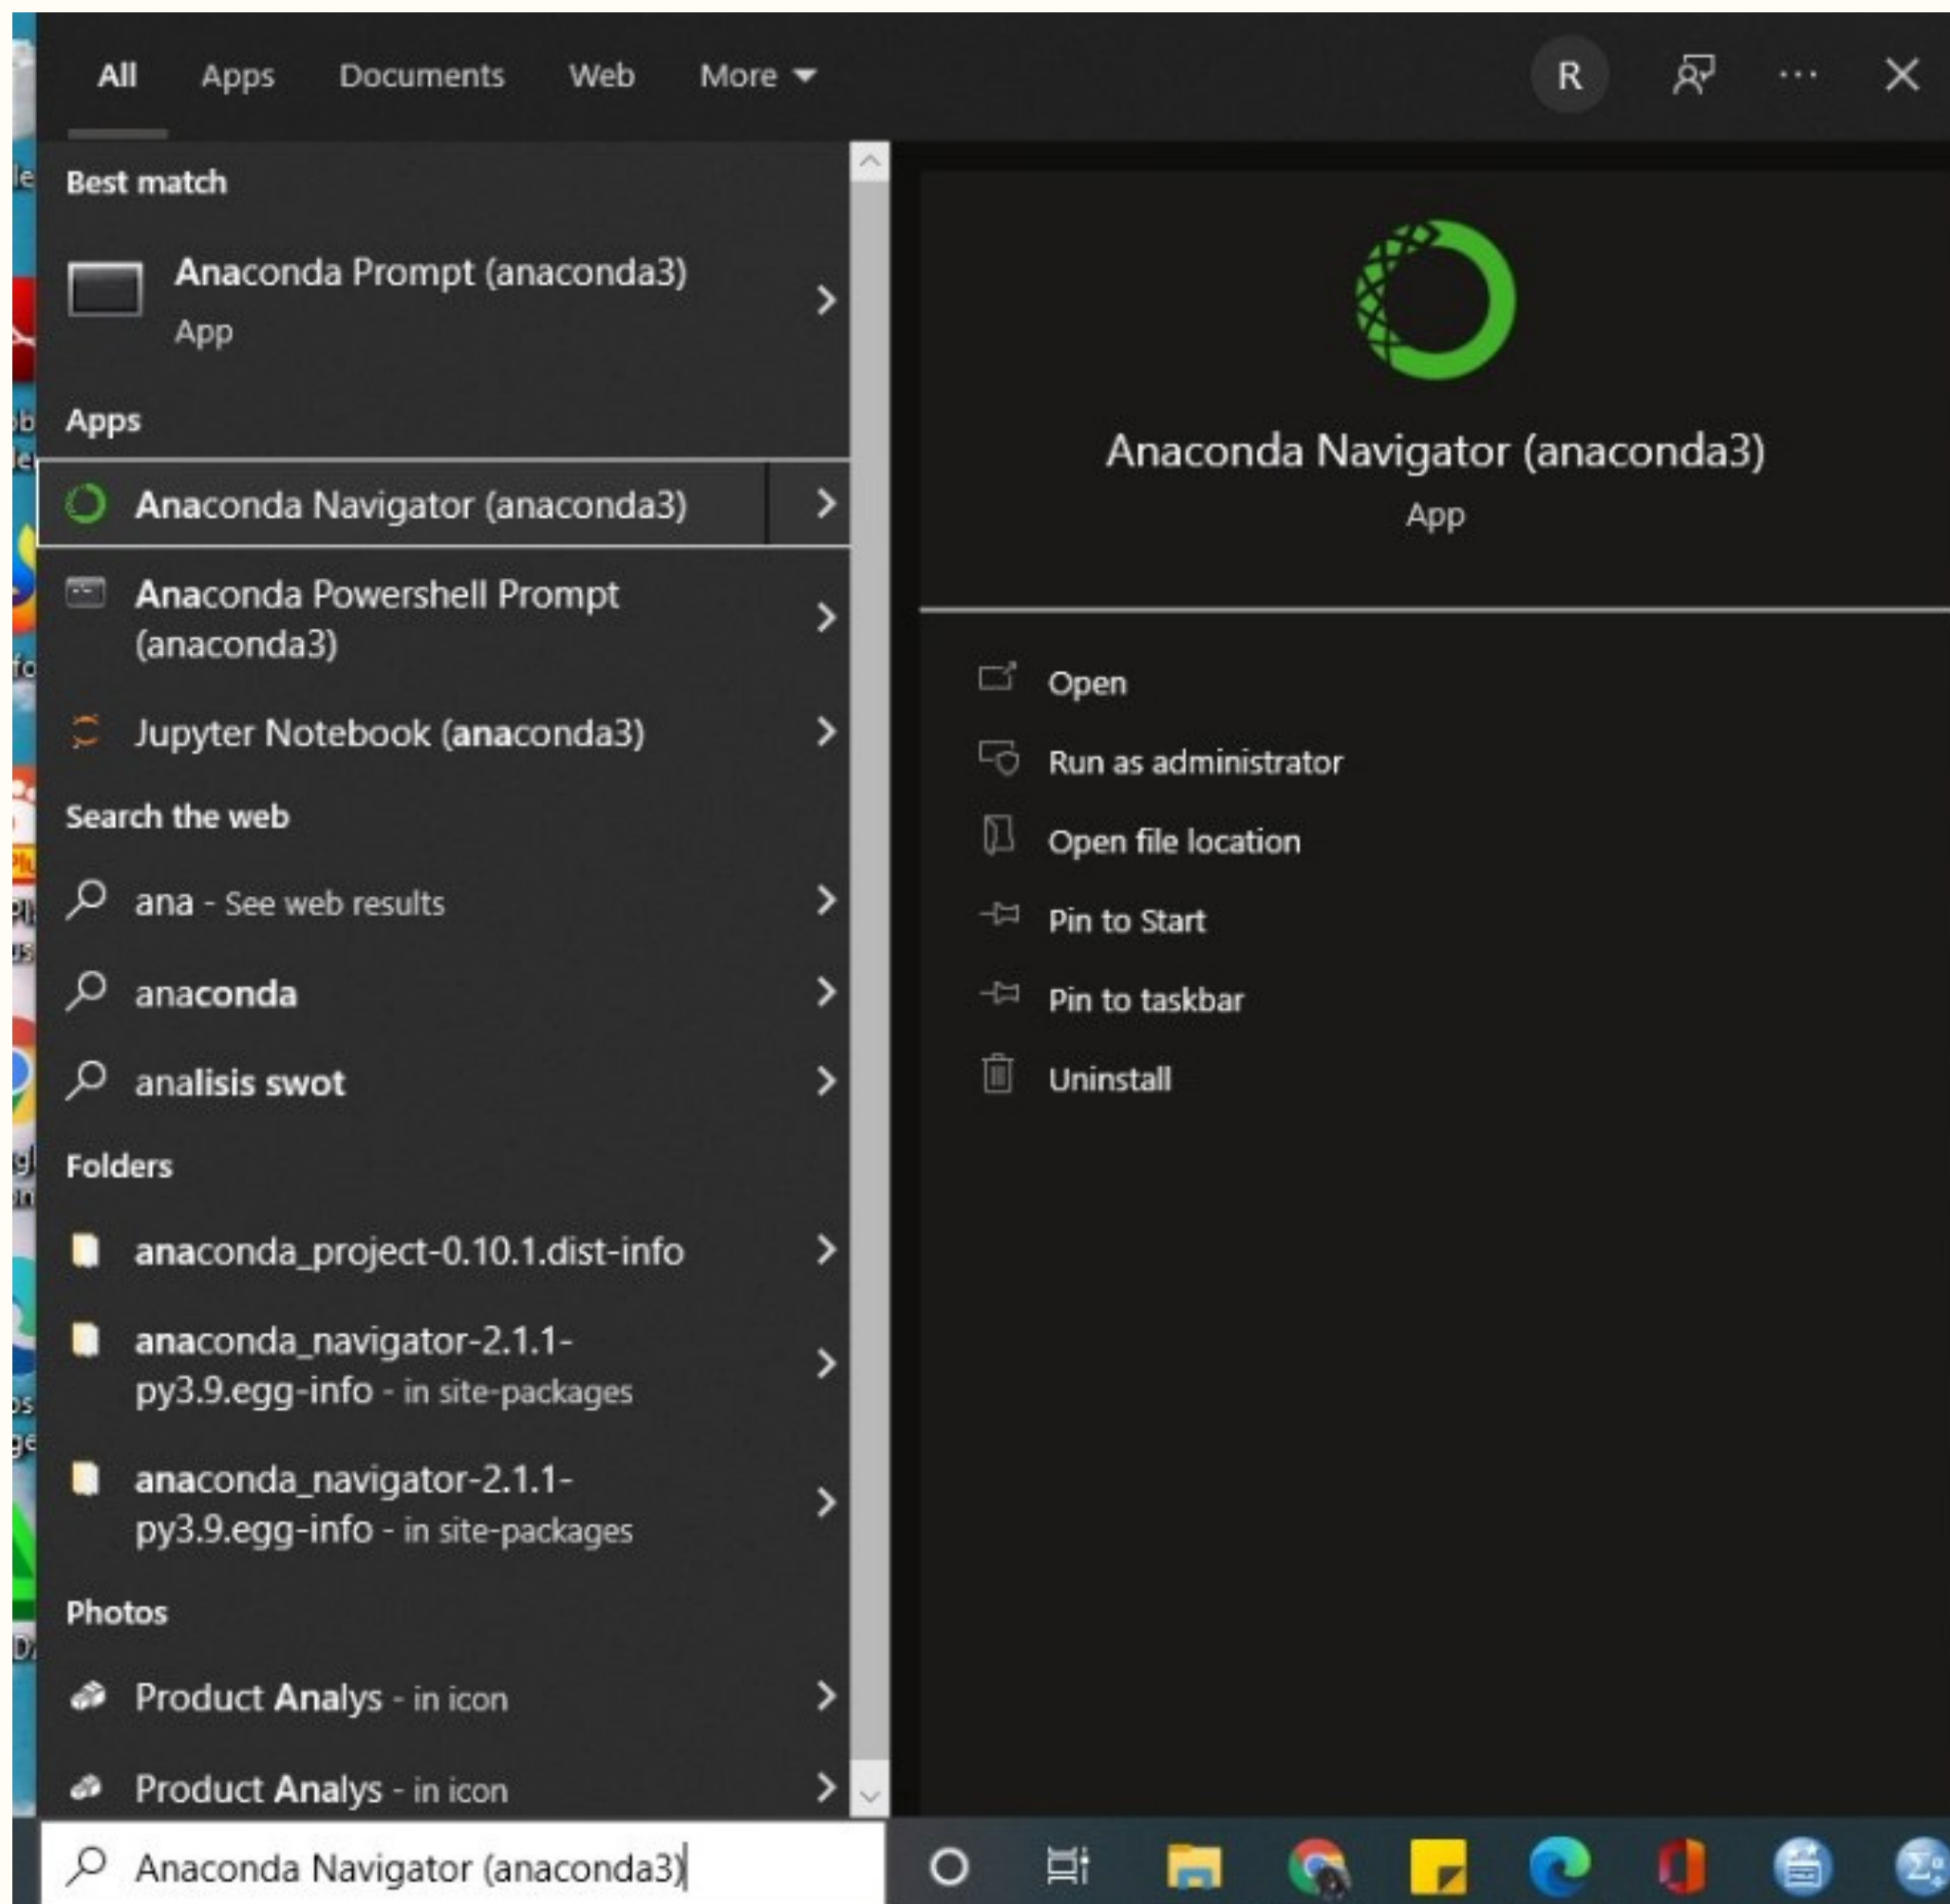 All Apps Documents Web More R
Best match
Anaconda Prompt (anaconda3)
App
Apps
Anaconda Navigator (anaconda3)
Anaconda Powershell Prompt
(anaconda3)
Jupyter Notebook (anaconda3)
Search the web
ana - See web results
anaconda
analisis swot
Folders
anaconda_project-0.10.1.dist-info
anaconda_navigator-2.1.1-
py3.9.egg-info - in site-packages
anaconda_navigator-2.1.1-
py3.9.egg-info - in site-packages
Photos
Product Analys - in icon
Product Analys - in icon
Anaconda Navigator (anaconda3)
Anaconda Navigator (anaconda3)
App
Open
Run as administrator
Open file location
Pin to Start
Pin to taskbar
Uninstall